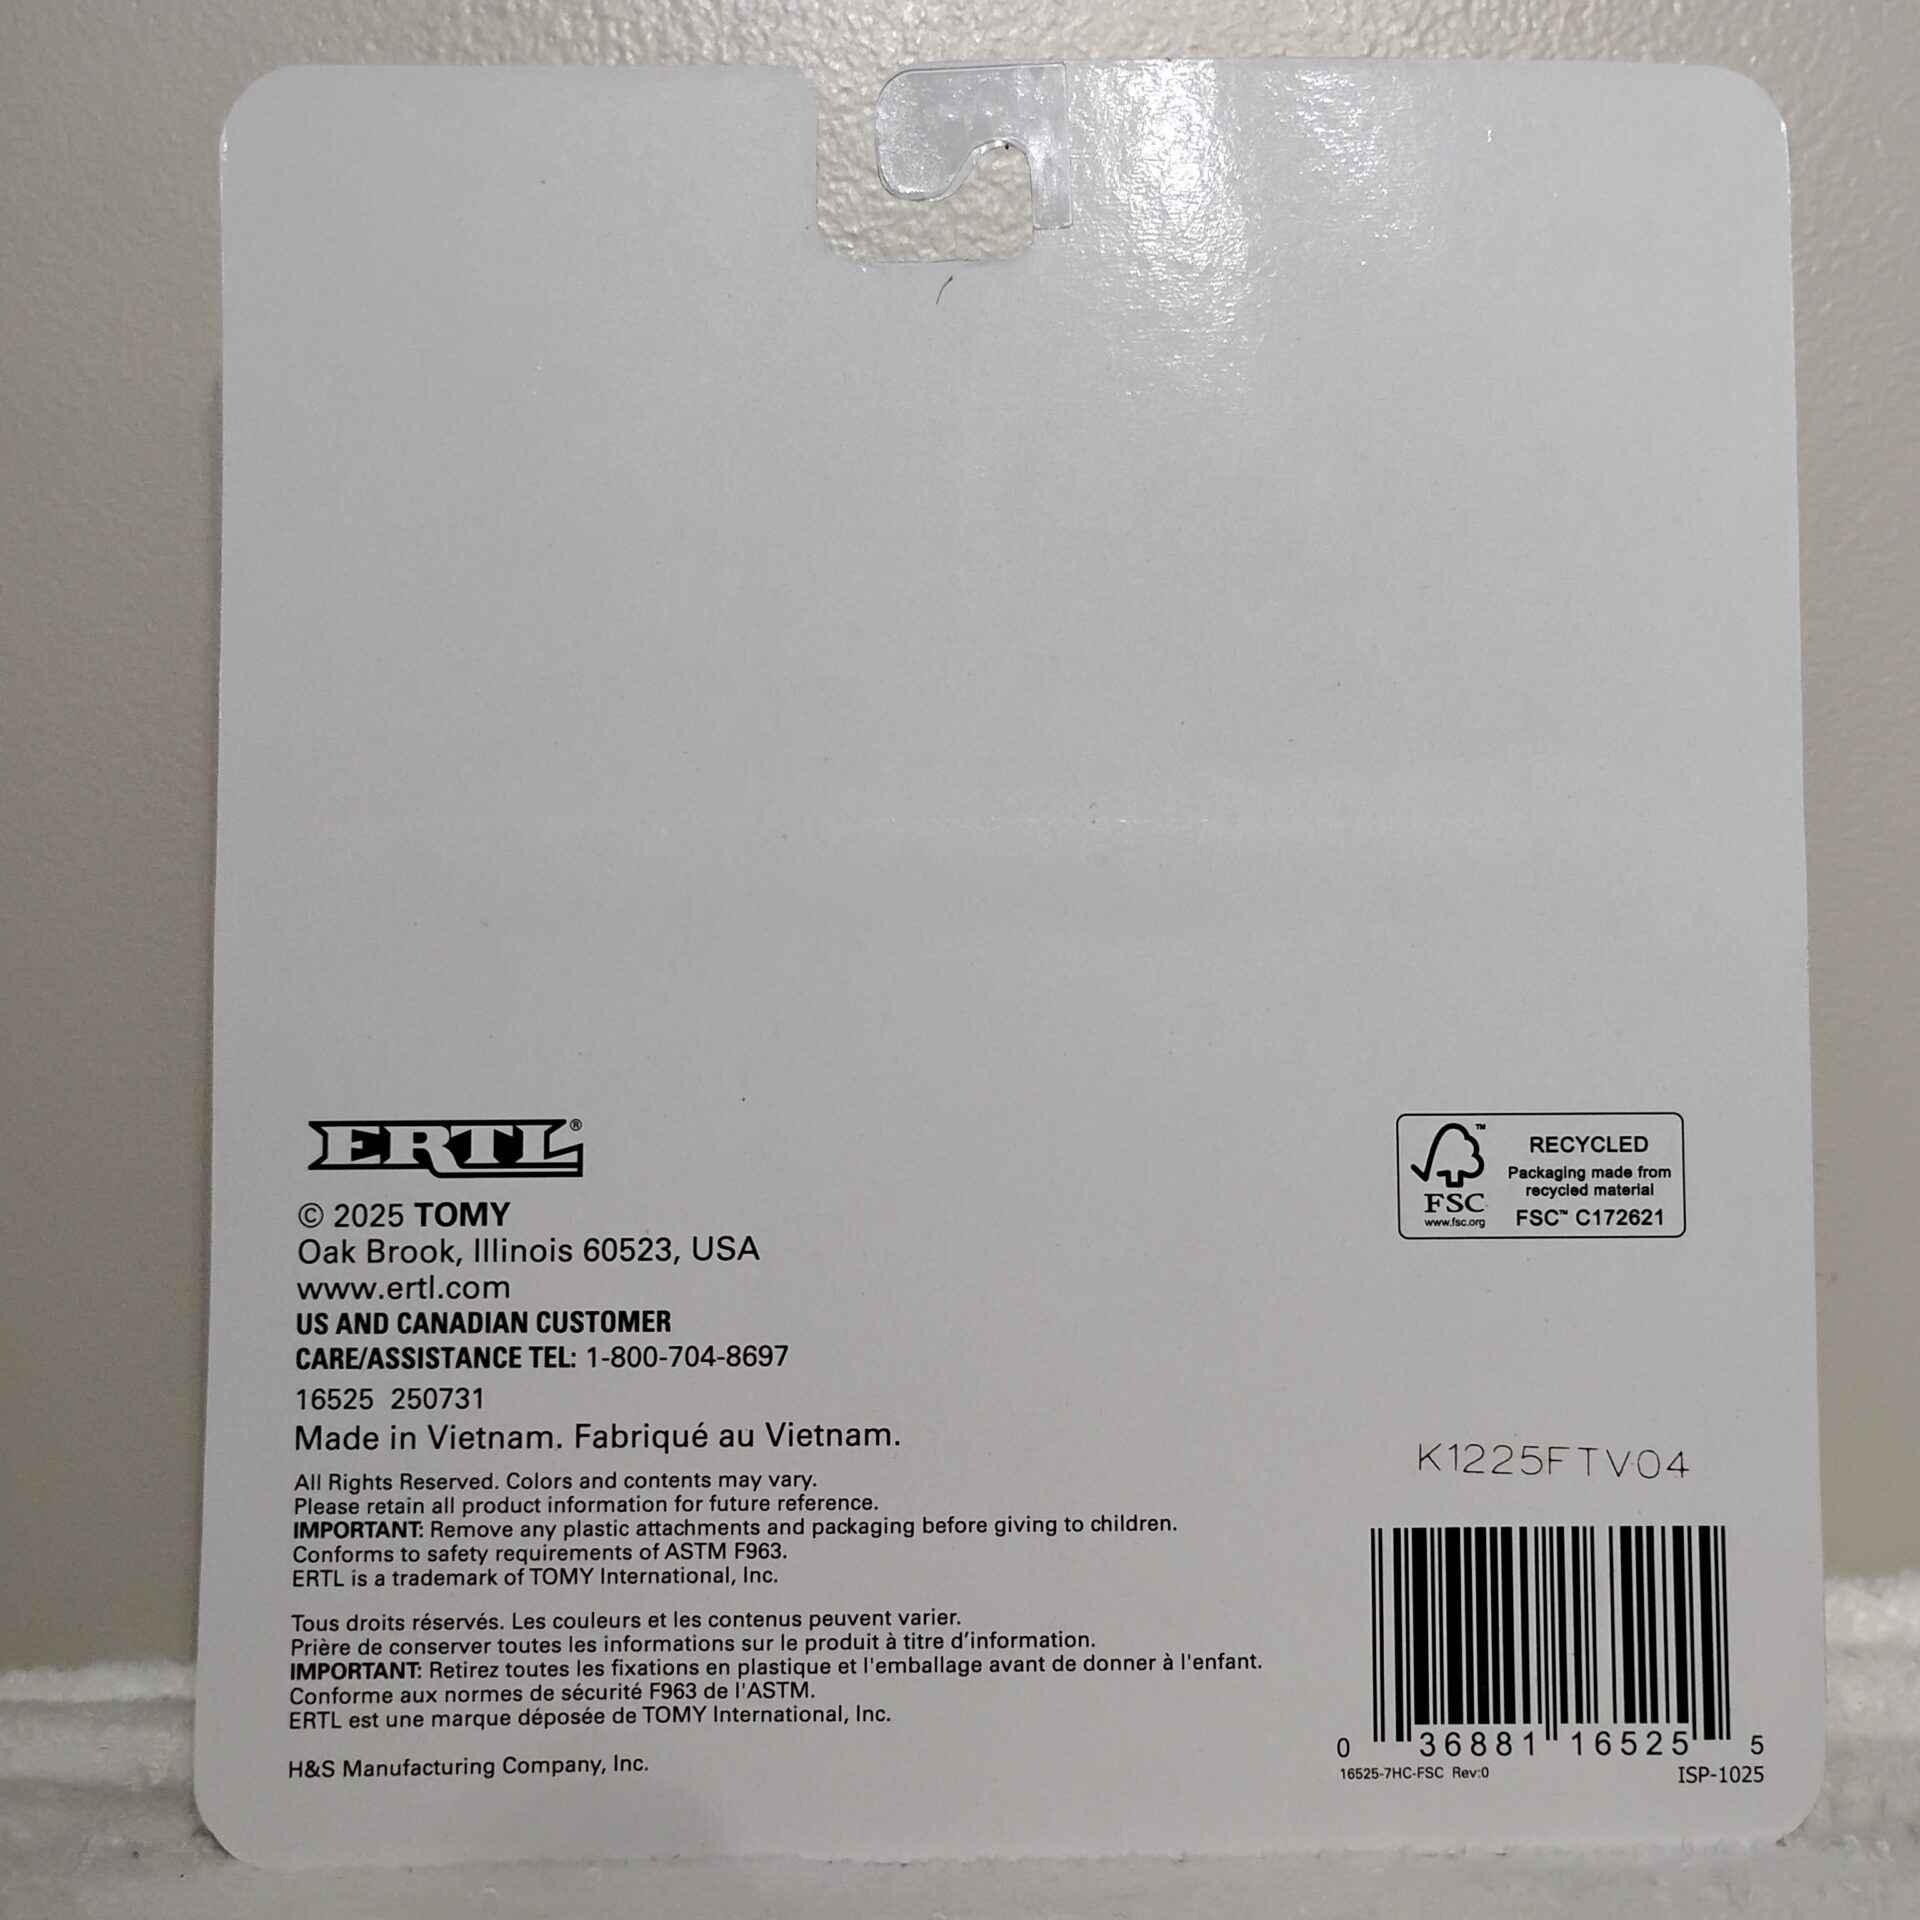 ERTL®
© 2025 TOMY
Oak Brook, Illinois 60523, USA
www.ertl.com
US AND CANADIAN CUSTOMER
CARE/ASSISTANCE TEL: 1-800-704-8697
16525 250731
Made in Vietnam. Fabriqué au Vietnam.
All Rights Reserved. Colors and contents may vary.
Please retain all product information for future reference.
IMPORTANT: Remove any plastic attachments and packaging before giving to children.
Conforms to safety requirements of ASTM F963.
ERTL is a trademark of TOMY International, Inc.
Tous droits réservés. Les couleurs et les contenus peuvent varier.
Prière de conserver toutes les informations sur le produit à titre d'information.
IMPORTANT: Retirez toutes les fixations en plastique et l'emballage avant de donner à l'enfant.
Conforme aux normes de sécurité F963 de l'ASTM.
ERTL est une marque déposée de TOMY International, Inc.
H&S Manufacturing Company, Inc.
™
FSC
www.fsc.org
RECYCLED
Packaging made from
recycled material
FSC™ C172621
K1225FTV04
0 36881 16525 5
16525-7HC-FSC Rev:0
ISP-1025